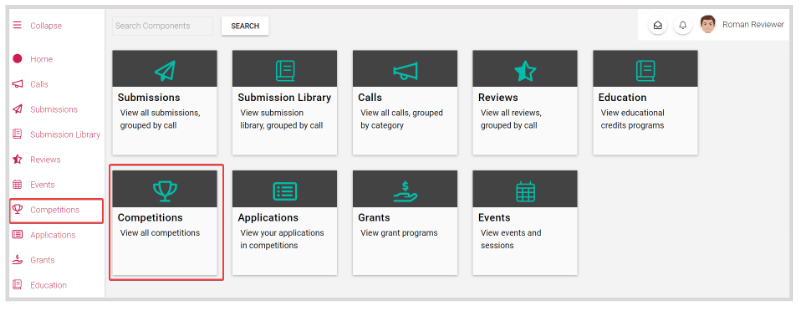 Collapse
Search Components
SEARCH
Roman Reviewer
Home
Calls
Submissions
Submission Library
Reviews
Events
Competitions
Applications
Grants
Education
Submissions
View all submissions,
grouped by call
Submission Library
View submission
library, grouped by call
Calls
View all calls, grouped
by category
Reviews
View all reviews,
grouped by call
Education
View educational
credits programs
Competitions
View all competitions
Applications
View your applications
in competitions
Grants
View grant programs
Events
View events and
sessions